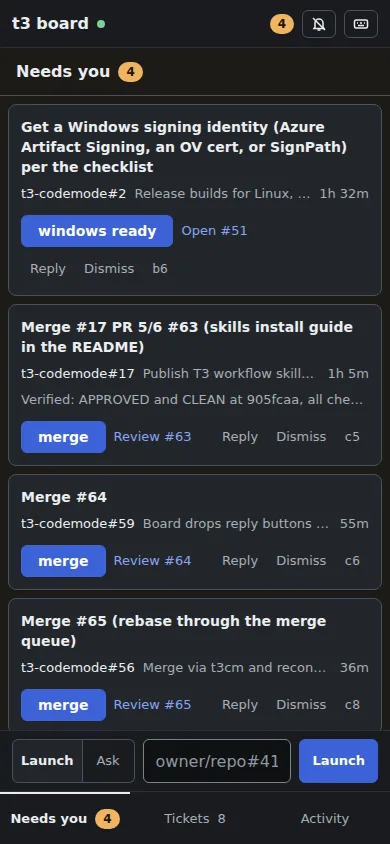 t3 board 4
Needs you 4
Get a Windows signing identity (Azure
Artifact Signing, an OV cert, or SignPath)
per the checklist
t3-codemode#2 Release builds for Linux, ... 1h 32m
windows ready Open #51
Reply Dismiss b6
Merge #17 PR 5/6 #63 (skills install guide
in the README)
t3-codemode#17 Publish T3 workflow skill... 1h 5m
Verified: APPROVED and CLEAN at 905fcaa, all che...
merge Review #63 Reply Dismiss c5
Merge #64
t3-codemode#59 Board drops reply buttons ... 55m
merge Review #64 Reply Dismiss c6
Merge #65 (rebase through the merge
queue)
t3-codemode#56 Merge via t3cm and recon... 36m
merge Review #65 Reply Dismiss c8
Launch Ask owner/repo#41 Launch
Needs you 4 Tickets 8 Activity